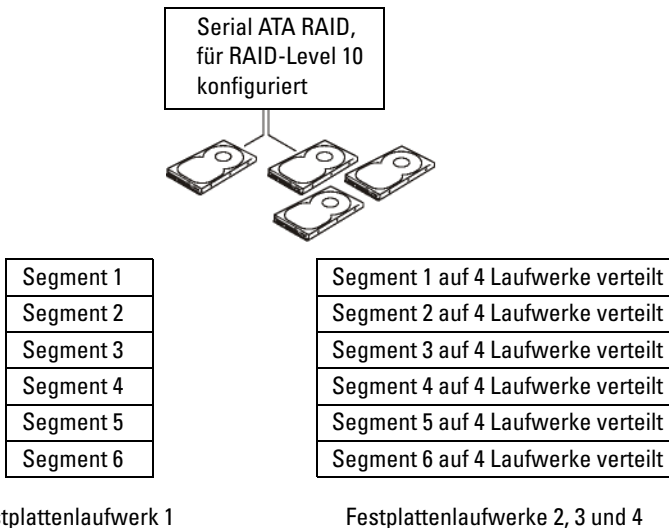 Serial ATA RAID,
für RAID-Level 10
konfiguriert
Segment 1
Segment 2
Segment 3
Segment 4
Segment 5
Segment 6
Segment 1 auf 4 Laufwerke verteilt
Segment 2 auf 4 Laufwerke verteilt
Segment 3 auf 4 Laufwerke verteilt
Segment 4 auf 4 Laufwerke verteilt
Segment 5 auf 4 Laufwerke verteilt
Segment 6 auf 4 Laufwerke verteilt
stplattenlaufwerk 1
Festplattenlaufwerke 2, 3 und 4